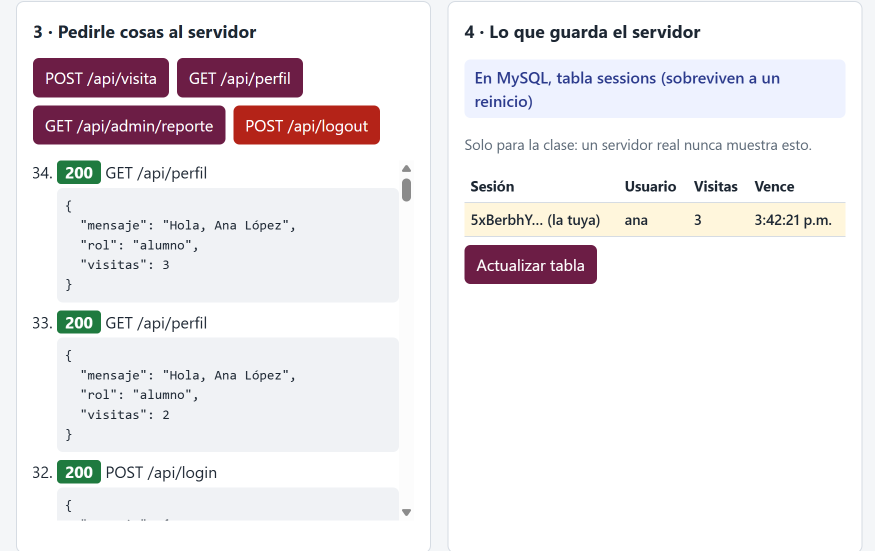 3 · Pedirle cosas al servidor
POST /api/visita
GET /api/perfil
GET /api/admin/reporte
POST /api/logout
34. 200 GET /api/perfil
{
"mensaje": "Hola, Ana López",
"rol": "alumno",
"visitas": 3
}
33. 200 GET /api/perfil
{
"mensaje": "Hola, Ana López",
"rol": "alumno",
"visitas": 2
}
32. 200 POST /api/login
{
4 · Lo que guarda el servidor
En MySQL, tabla sessions (sobreviven a un
reinicio)
Solo para la clase: un servidor real nunca muestra esto.
Sesión Usuario Visitas Vence
5xBerbhY... (la tuya) ana 3 3:42:21 p.m.
Actualizar tabla